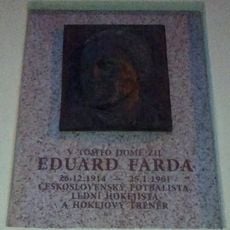 V TOMTO DOMĚ ŽIL
EDUARD FARDA
26.12.1914 – 25.1.1961
ČESKOSLOVENSKÝ FOTBALISTA,
LEDNÍ HOKEJISTA
A HOKEJOVÝ TRENÉR